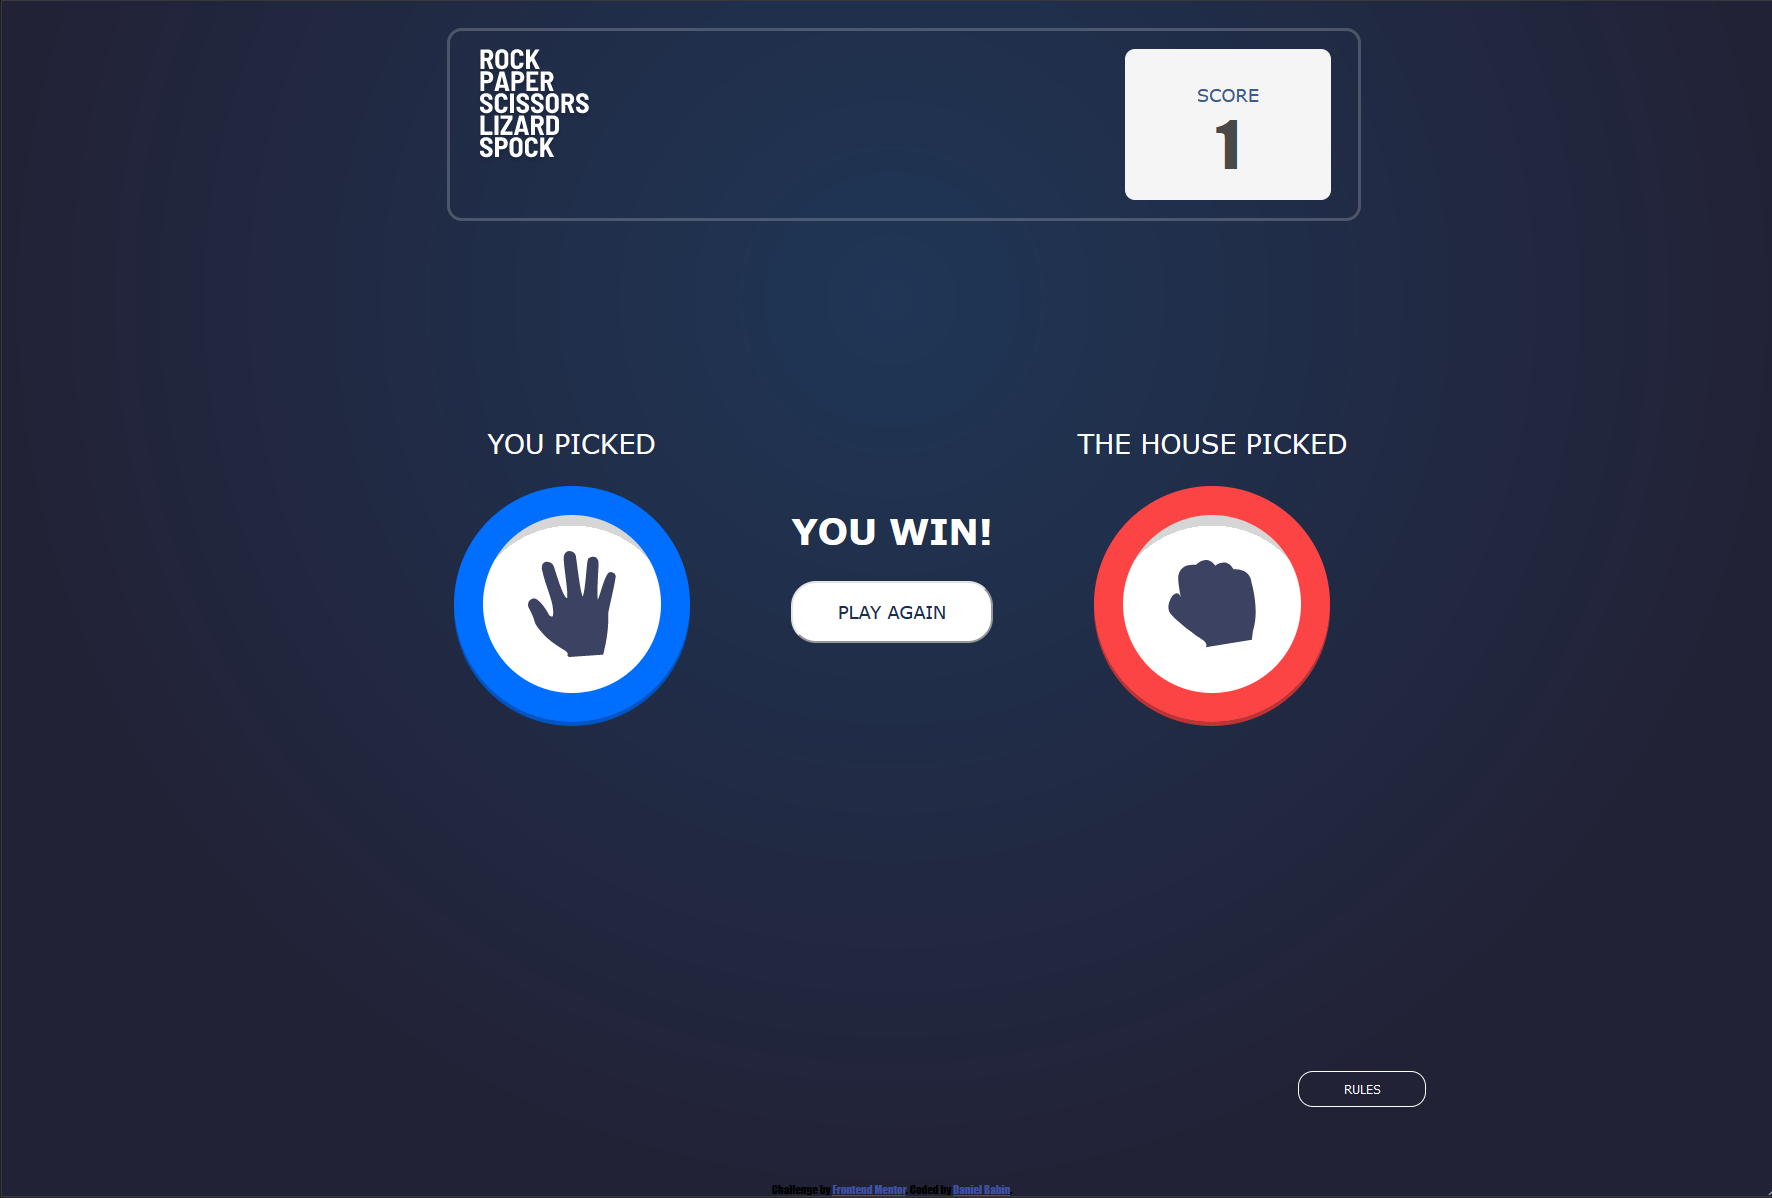 ROCK
PAPER
SCISSORS
LIZARD
SPOCK
SCORE
1
YOU PICKED
THE HOUSE PICKED
YOU WIN!
PLAY AGAIN
RULES
Challenge by Frontend Mentor. Coded by Daniel Babin.